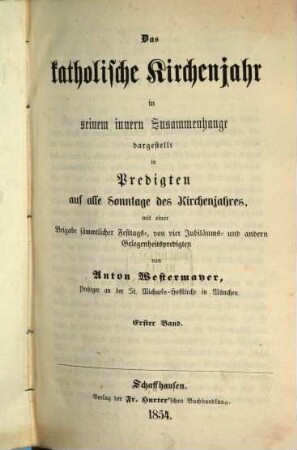 Das
katholische Kirchenjahr
in
seinem innern Zusammenhange
dargestellt
in
Predigten
auf alle Sonntage des Kirchenjahres,
mit einer
Beigabe sämmtlicher Festtags-, von vier Jubiläums- und andern
Gelegenheitspredigten
von
Anton Westermayer,
Prediger an der St. Michaels-Hofkirche in München.
Erster Band.
Schaffhausen.
Verlag der Fr. Hurter'schen Buchhandlung.
1854.